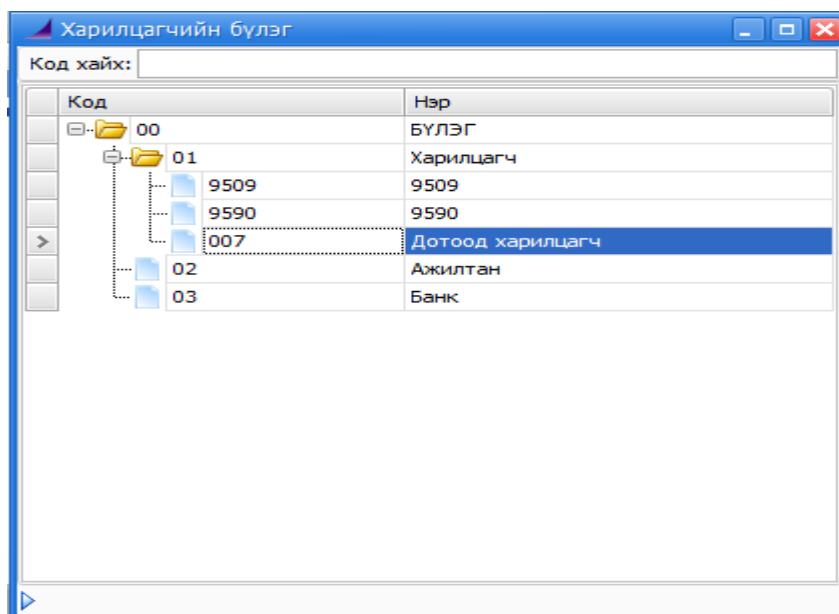 Харилцагчийн бүлэг
Код хайх:
Код Нэр
00 БҮЛЭГ
01 Харилцагч
9509 9509
9590 9590
007 Дотоод харилцагч
02 Ажилтан
03 Банк